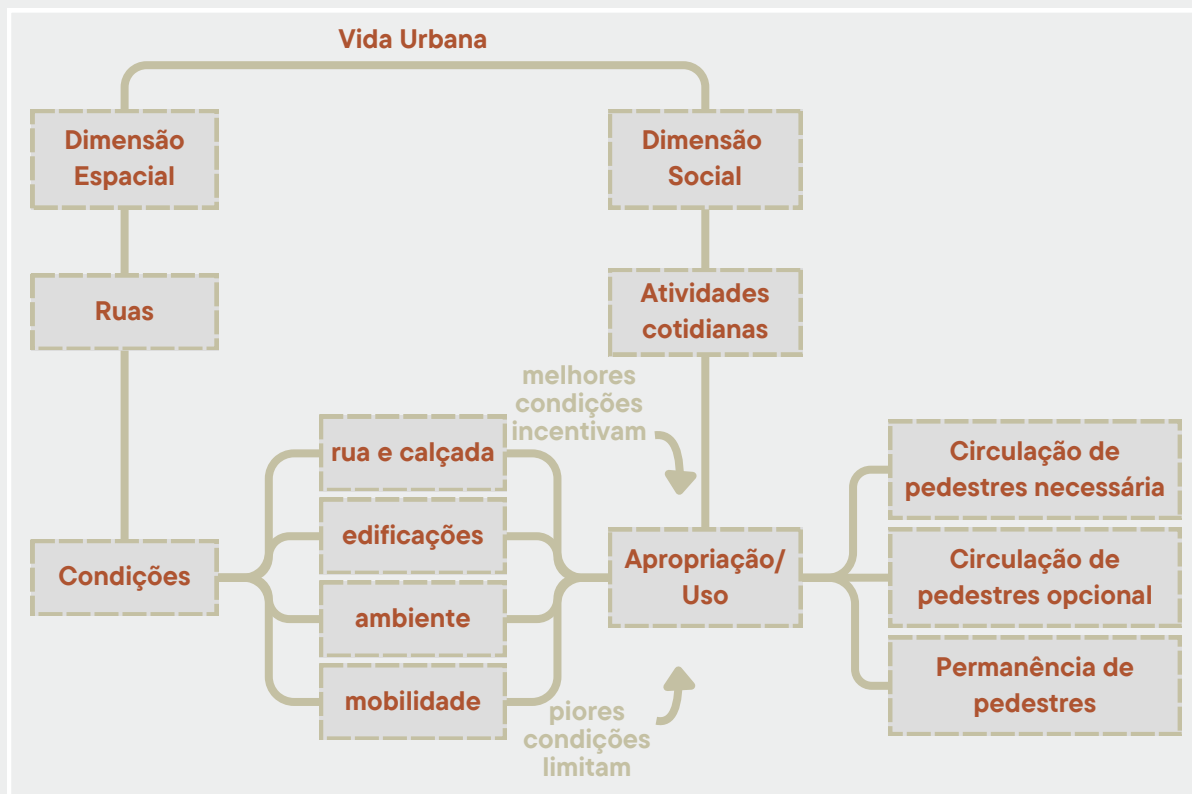 Vida Urbana
Dimensão
Espacial
Dimensão
Social
Ruas
Atividades
cotidianas
melhores
condições
incentivam
rua e calçada
edificações
Condições
ambiente
mobilidade
Apropriação/
Uso
piores
condições
limitam
Circulação de
pedestres necessária
Circulação de
pedestres opcional
Permanência de
pedestres